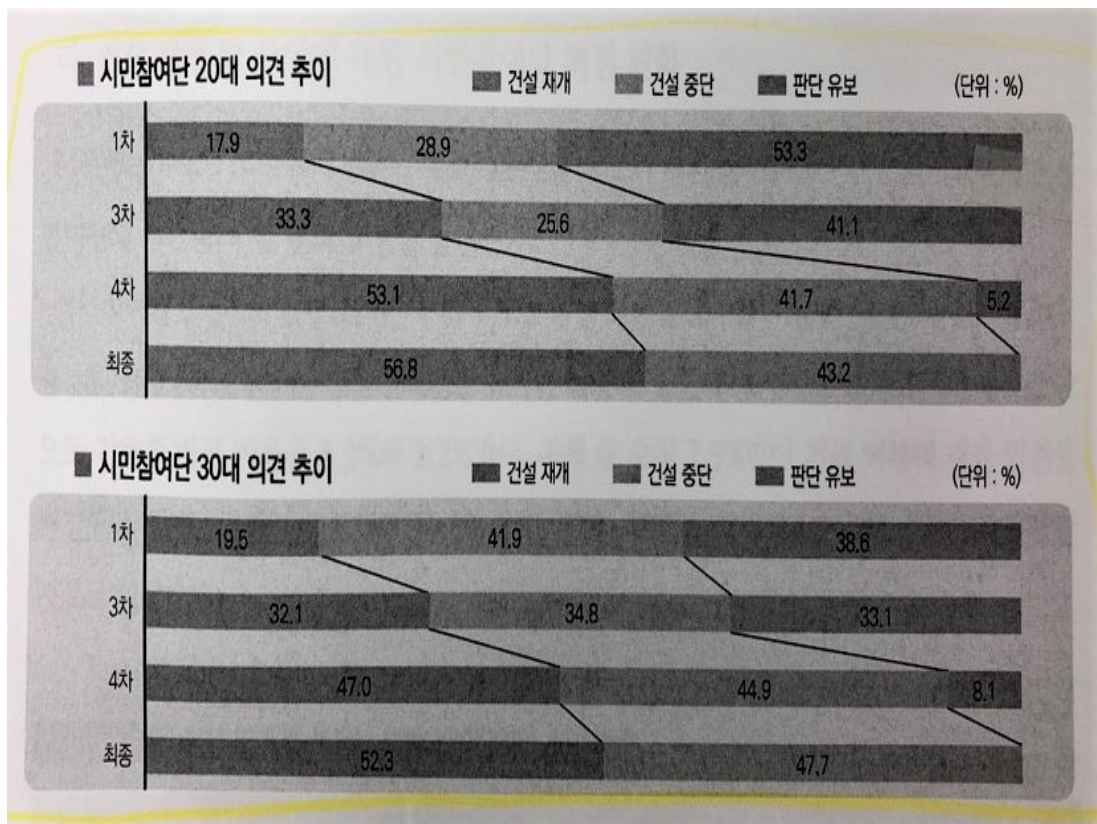 ■ 시민참여단 20대 의견 추이 ■ 건설 재개 ■ 건설 중단 ■ 판단 유보 (단위 : %)
1차 17.9 28.9 53.3
3차 33.3 25.6 41.1
4차 53.1 41.7 5.2
최종 56.8 43.2
■ 시민참여단 30대 의견 추이 ■ 건설 재개 ■ 건설 중단 ■ 판단 유보 (단위 : %)
1차 19.5 41.9 38.6
3차 32.1 34.8 33.1
4차 47.0 44.9 8.1
최종 52.3 47.7